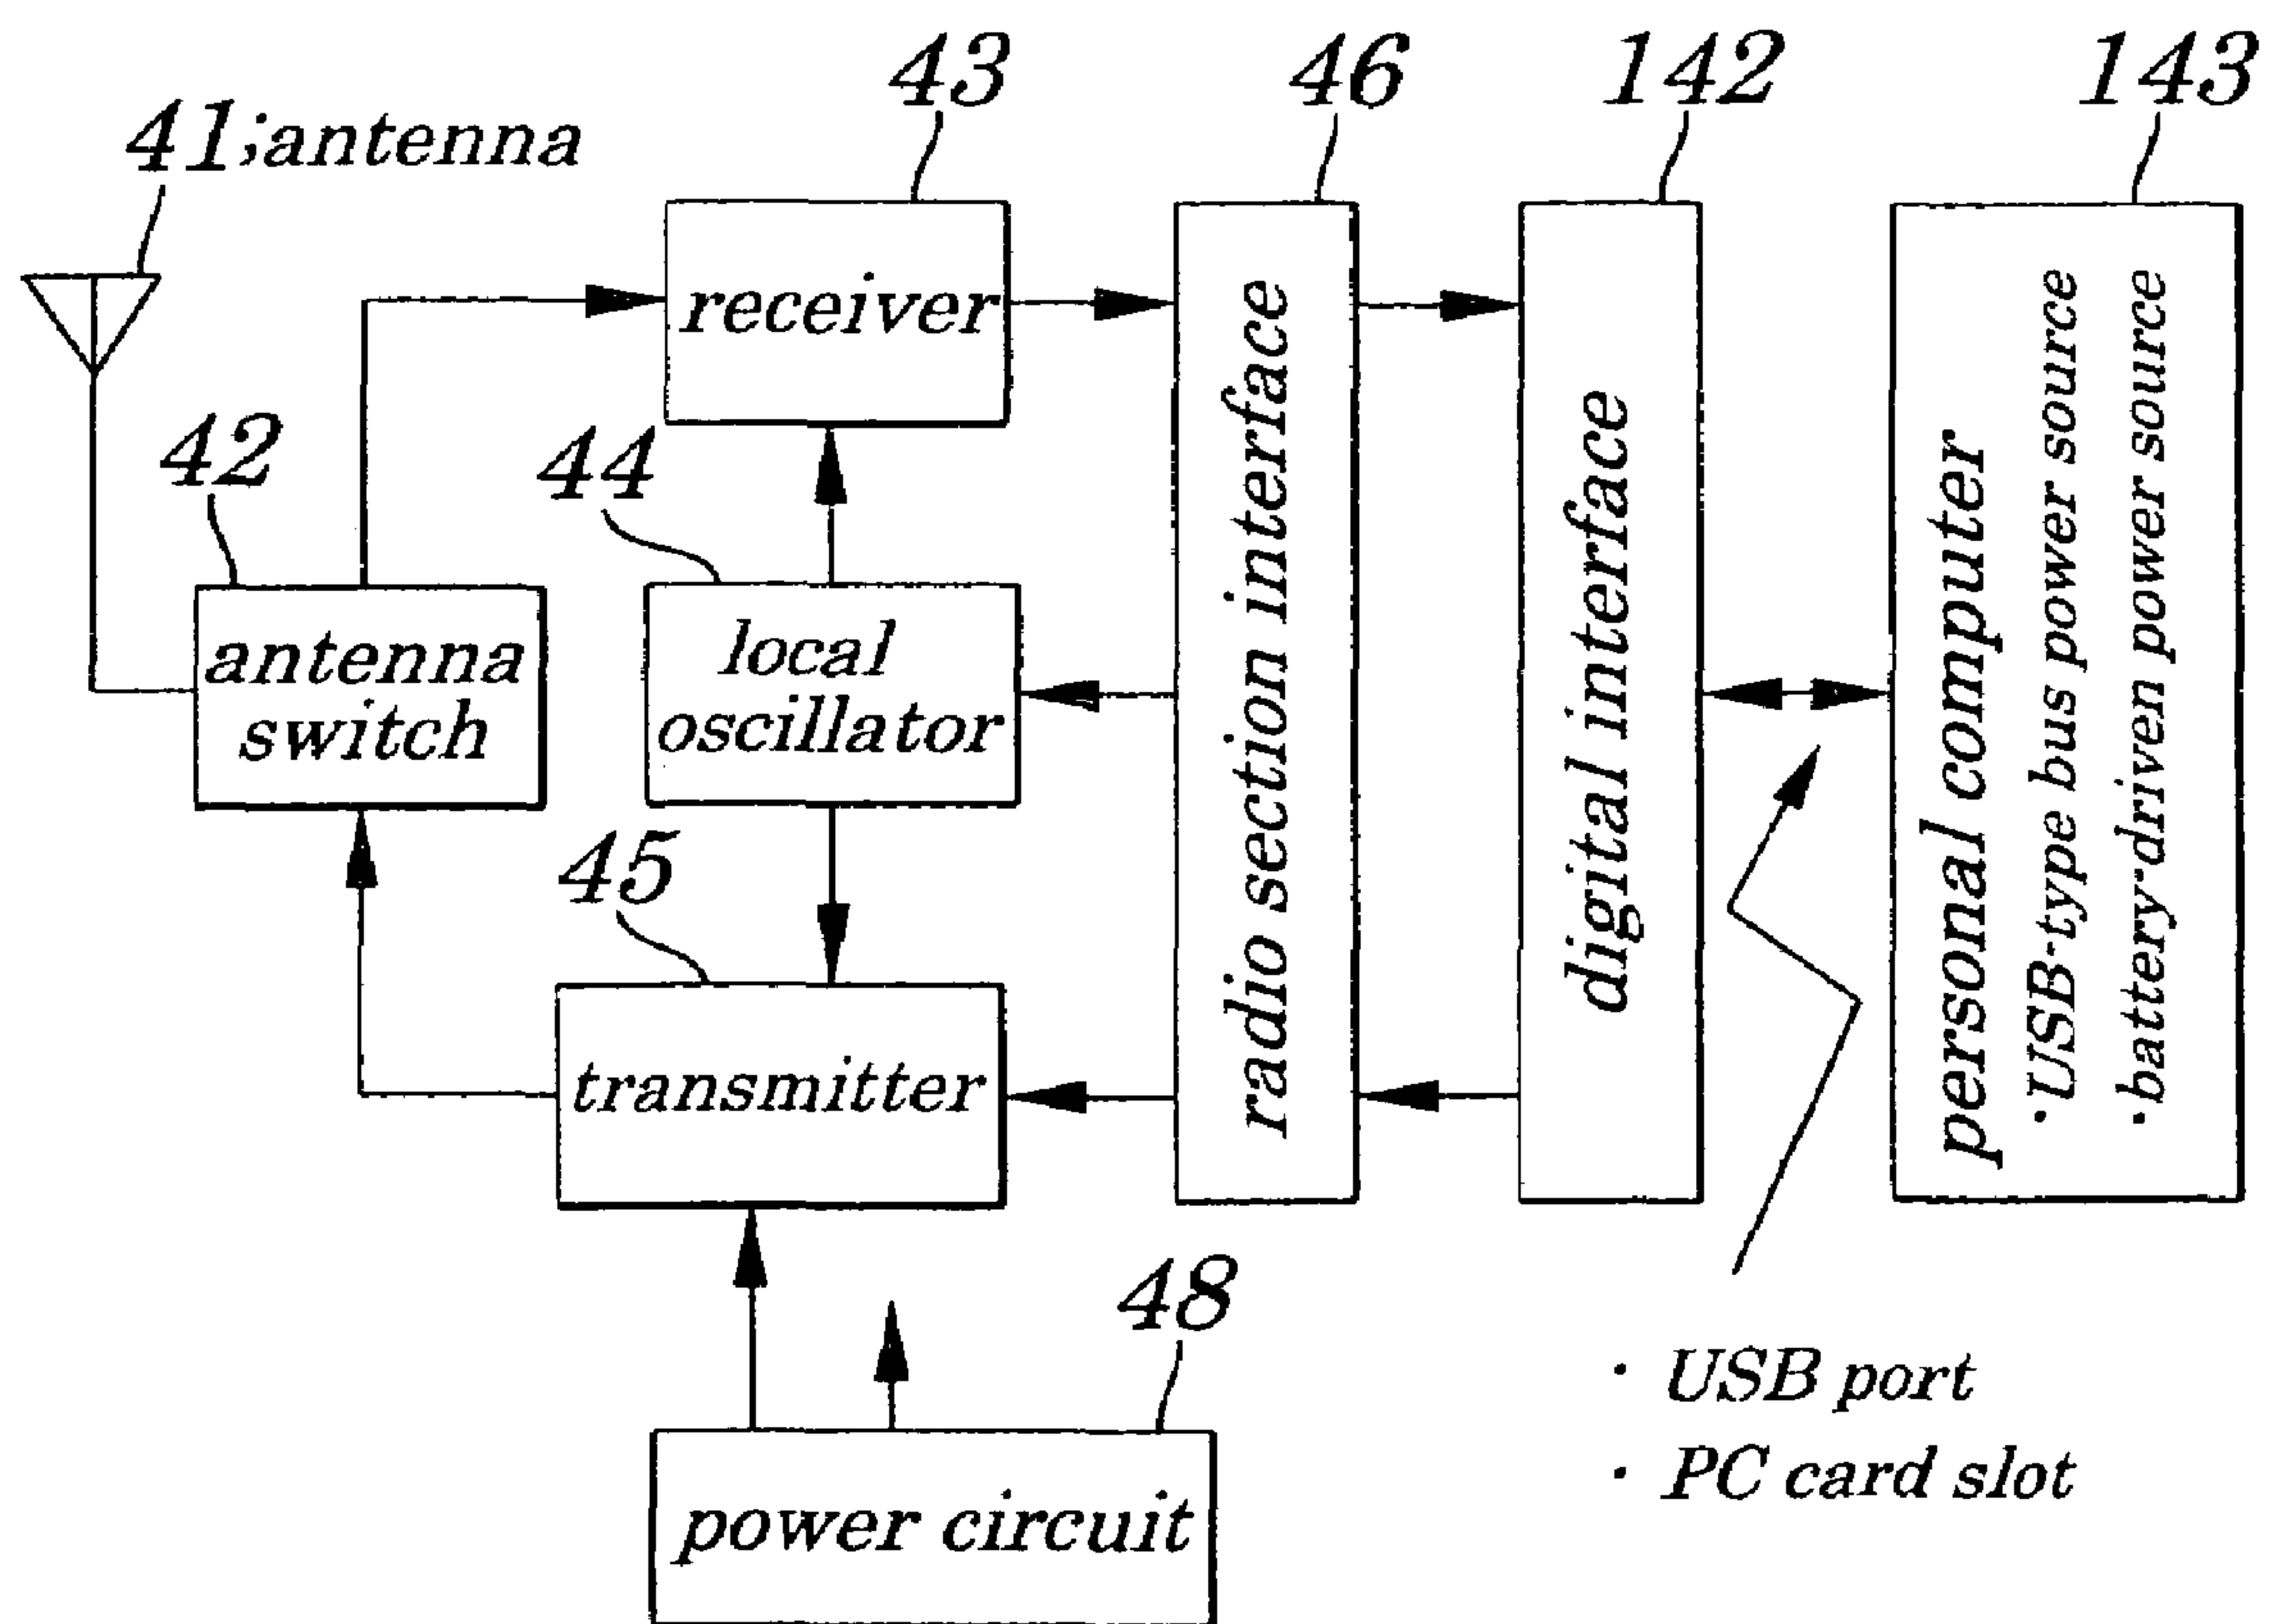 43
46
142
143
41;antenna
receiver
42
44
antenna
switch
local
oscillator
radio section interface
digital interface
personal computer
·USB-type bus power source
·battery-driven power source
45
transmitter
48
power circuit
· USB port
· PC card slot